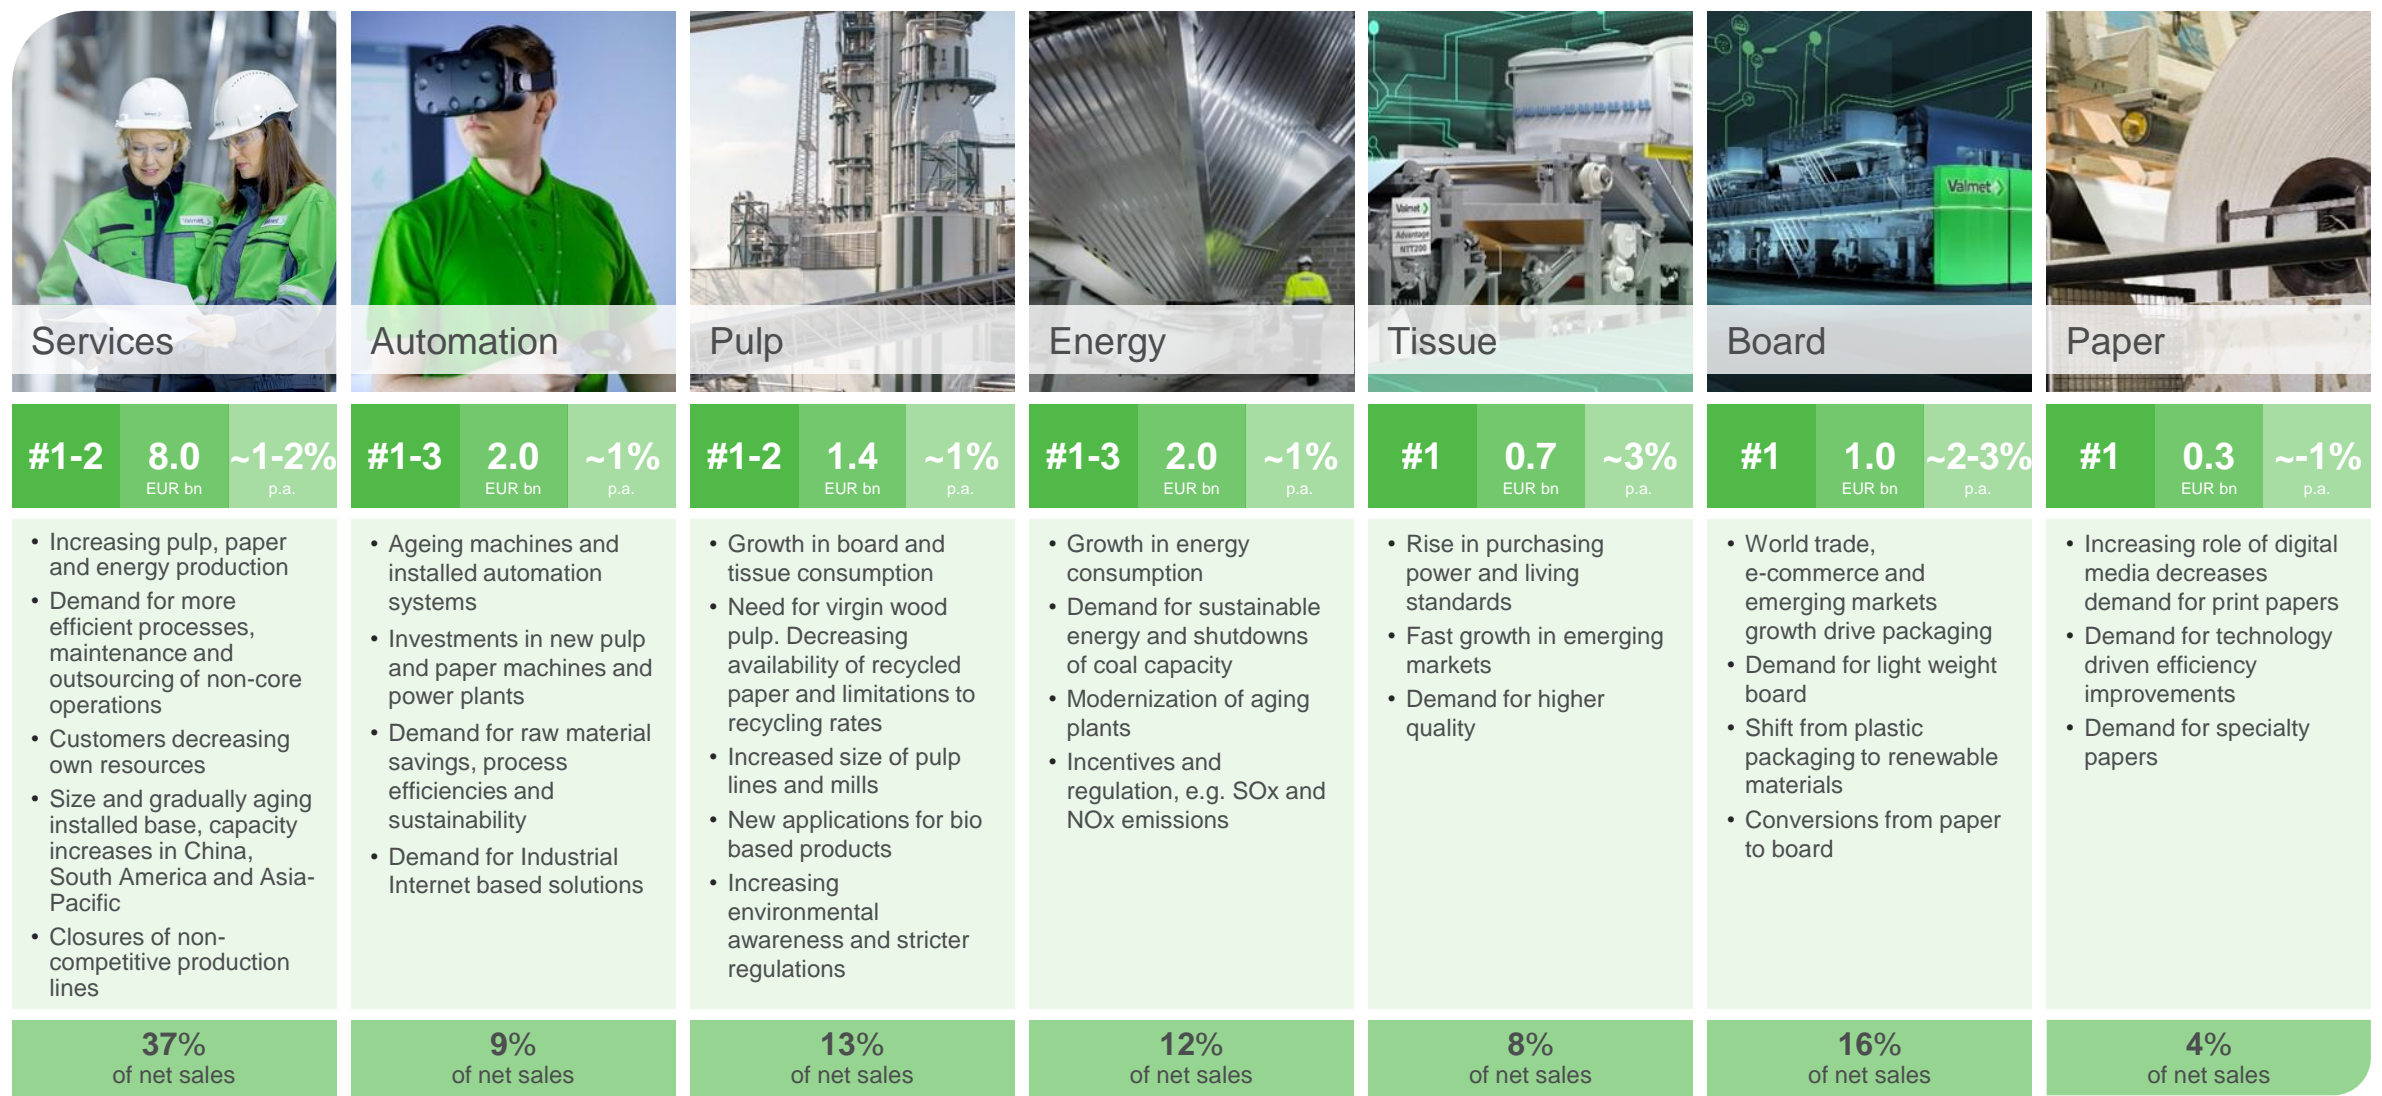 Valmet
Valmet
Valmet
Valmet
Advantage
NTT200
Valmet
Services
Automation
Pulp
Energy
Tissue
Board
Paper
#1-2
8.0
EUR bn
~1-2%
p.a.
#1-3
2.0
EUR bn
~1%
p.a.
#1-2
1.4
EUR bn
~1%
p.a.
#1-3
2.0
EUR bn
~1%
p.a.
#1
0.7
EUR bn
~3%
p.a.
#1
1.0
EUR bn
~2-3%
p.a.
#1
0.3
EUR bn
~-1%
p.a.
• Increasing pulp, paper
and energy production
• Demand for more
efficient processes,
maintenance and
outsourcing of non-core
operations
• Customers decreasing
own resources
• Size and gradually aging
installed base, capacity
increases in China,
South America and Asia-
Pacific
• Closures of non-
competitive production
lines
• Ageing machines and
installed automation
systems
• Investments in new pulp
and paper machines and
power plants
• Demand for raw material
savings, process
efficiencies and
sustainability
• Demand for Industrial
Internet based solutions
• Growth in board and
tissue consumption
• Need for virgin wood
pulp. Decreasing
availability of recycled
paper and limitations to
recycling rates
• Increased size of pulp
lines and mills
• New applications for bio
based products
• Increasing
environmental
awareness and stricter
regulations
• Growth in energy
consumption
• Demand for sustainable
energy and shutdowns
of coal capacity
• Modernization of aging
plants
• Incentives and
regulation, e.g. SOx and
NOx emissions
• Rise in purchasing
power and living
standards
• Fast growth in emerging
markets
• Demand for higher
quality
• World trade,
e-commerce and
emerging markets
growth drive packaging
• Demand for light weight
board
• Shift from plastic
packaging to renewable
materials
• Conversions from paper
to board
• Increasing role of digital
media decreases
demand for print papers
• Demand for technology
driven efficiency
improvements
• Demand for specialty
papers
37%
of net sales
9%
of net sales
13%
of net sales
12%
of net sales
8%
of net sales
16%
of net sales
4%
of net sales